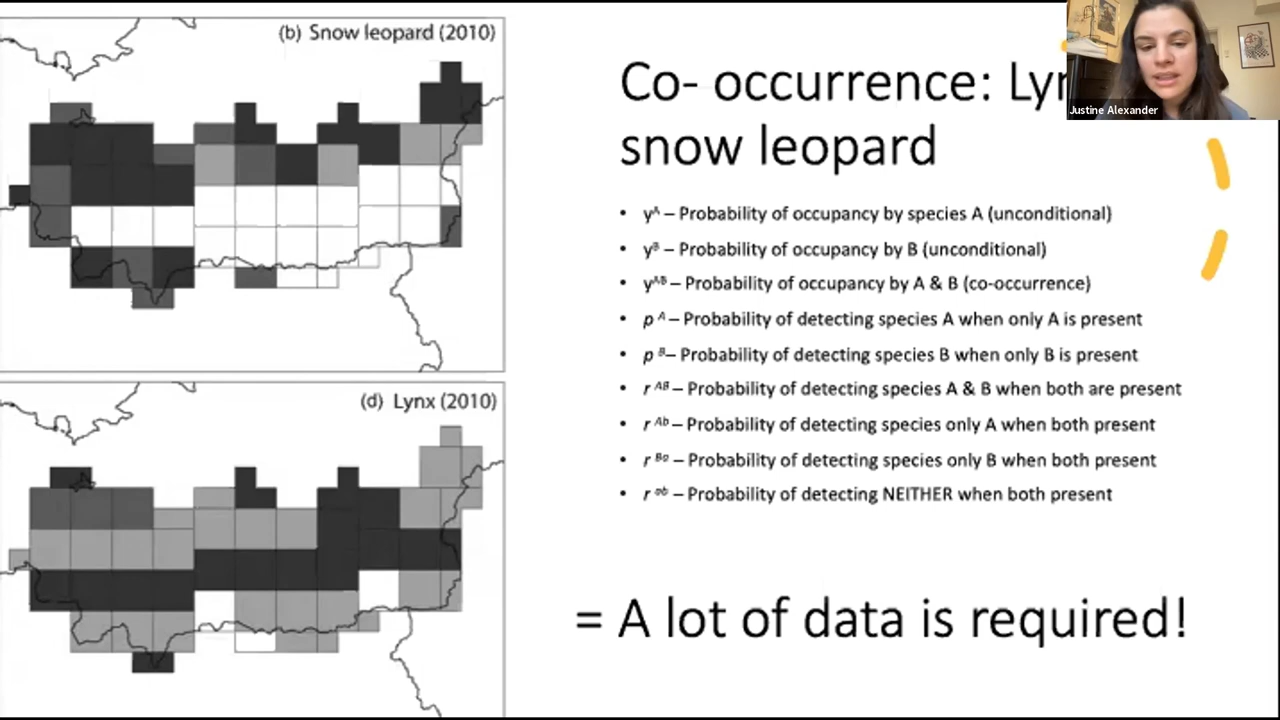 (b) Snow leopard (2010)
(d) Lynx (2010)
Co- occurrence:
snow leopard
• yᴬ – Probability of occupancy by species A (unconditional)
• yᴮ – Probability of occupancy by B (unconditional)
• yᴬᴮ – Probability of occupancy by A & B (co-occurrence)
• p ᴬ – Probability of detecting species A when only A is present
• p ᴮ – Probability of detecting species B when only B is present
• r ᴬᴮ – Probability of detecting species A & B when both are present
• r ᴬᵇ – Probability of detecting species only A when both present
• r ᴮᵃ – Probability of detecting species only B when both present
• r ᵃᵇ – Probability of detecting NEITHER when both present
= A lot of data is required!
Justine Alexander